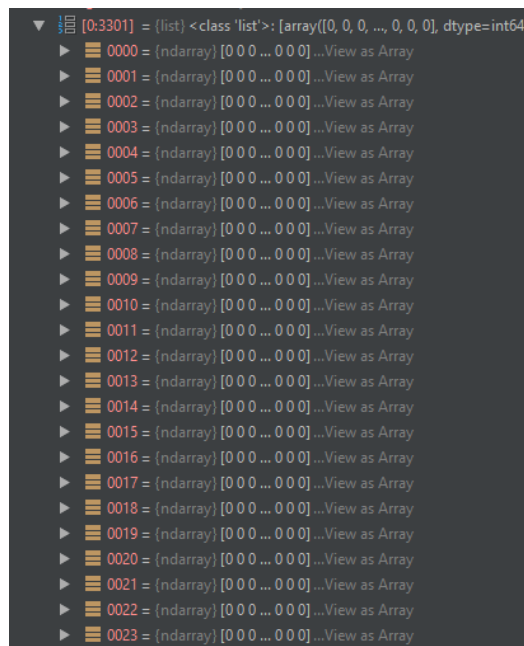 [0:3301] = {list} <class 'list'>: [array([0, 0, 0, ..., 0, 0, 0], dtype=int64
0000 = {ndarray} [0 0 0 ... 0 0 0] ...View as Array
0001 = {ndarray} [0 0 0 ... 0 0 0] ...View as Array
0002 = {ndarray} [0 0 0 ... 0 0 0] ...View as Array
0003 = {ndarray} [0 0 0 ... 0 0 0] ...View as Array
0004 = {ndarray} [0 0 0 ... 0 0 0] ...View as Array
0005 = {ndarray} [0 0 0 ... 0 0 0] ...View as Array
0006 = {ndarray} [0 0 0 ... 0 0 0] ...View as Array
0007 = {ndarray} [0 0 0 ... 0 0 0] ...View as Array
0008 = {ndarray} [0 0 0 ... 0 0 0] ...View as Array
0009 = {ndarray} [0 0 0 ... 0 0 0] ...View as Array
0010 = {ndarray} [0 0 0 ... 0 0 0] ...View as Array
0011 = {ndarray} [0 0 0 ... 0 0 0] ...View as Array
0012 = {ndarray} [0 0 0 ... 0 0 0] ...View as Array
0013 = {ndarray} [0 0 0 ... 0 0 0] ...View as Array
0014 = {ndarray} [0 0 0 ... 0 0 0] ...View as Array
0015 = {ndarray} [0 0 0 ... 0 0 0] ...View as Array
0016 = {ndarray} [0 0 0 ... 0 0 0] ...View as Array
0017 = {ndarray} [0 0 0 ... 0 0 0] ...View as Array
0018 = {ndarray} [0 0 0 ... 0 0 0] ...View as Array
0019 = {ndarray} [0 0 0 ... 0 0 0] ...View as Array
0020 = {ndarray} [0 0 0 ... 0 0 0] ...View as Array
0021 = {ndarray} [0 0 0 ... 0 0 0] ...View as Array
0022 = {ndarray} [0 0 0 ... 0 0 0] ...View as Array
0023 = {ndarray} [0 0 0 ... 0 0 0] ...View as Array